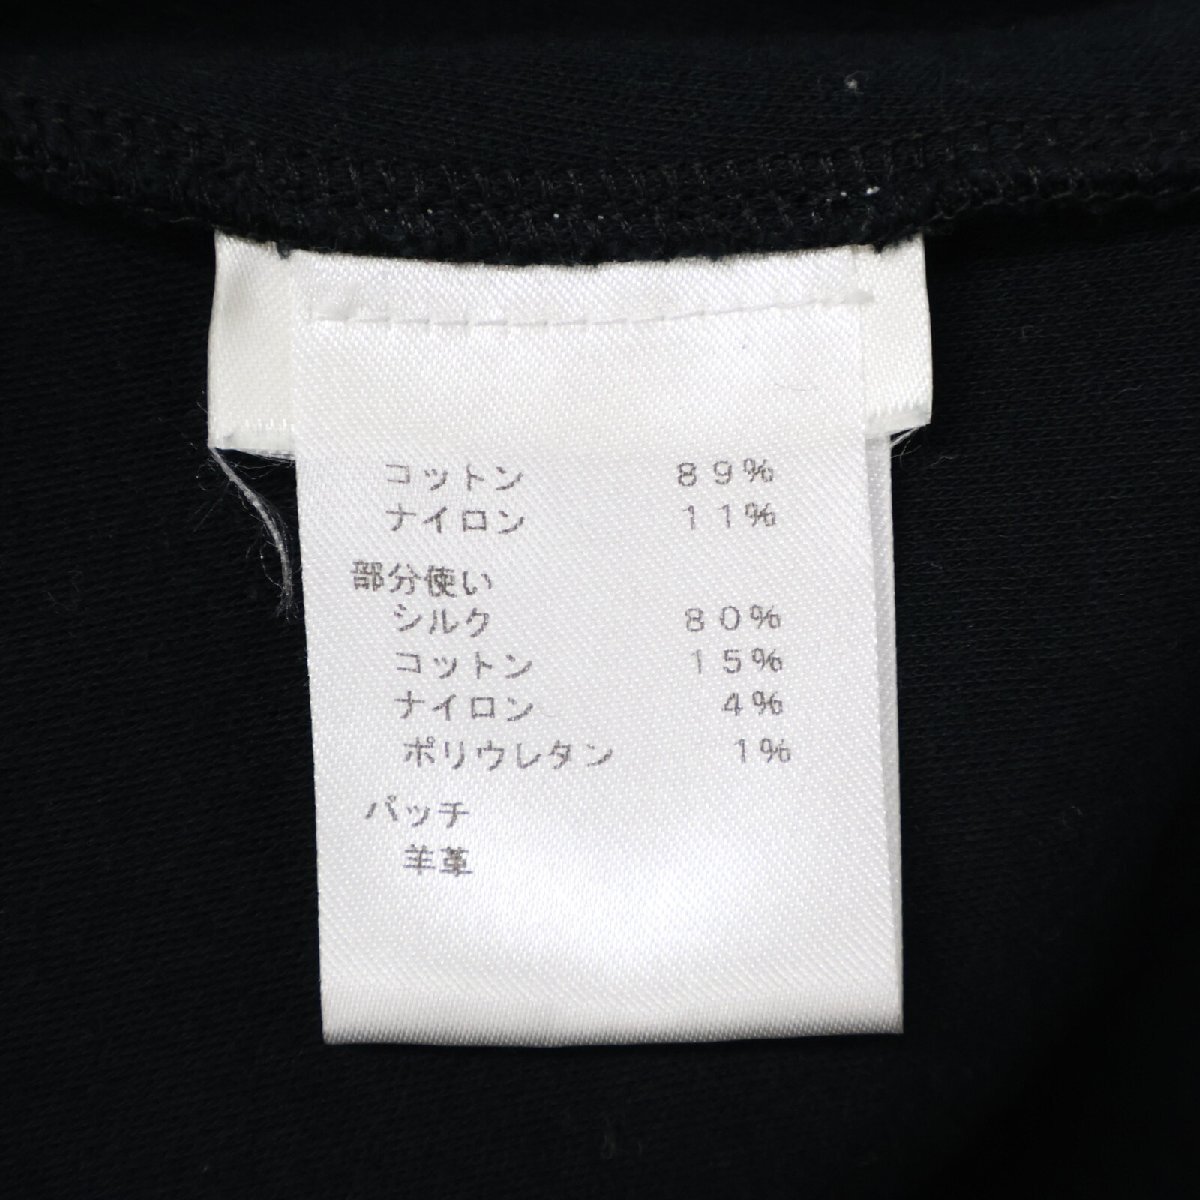 コットン 89%
ナイロン 11%
部分使い
シルク 80%
コットン 15%
ナイロン 4%
ポリウレタン 1%
パッチ
羊革